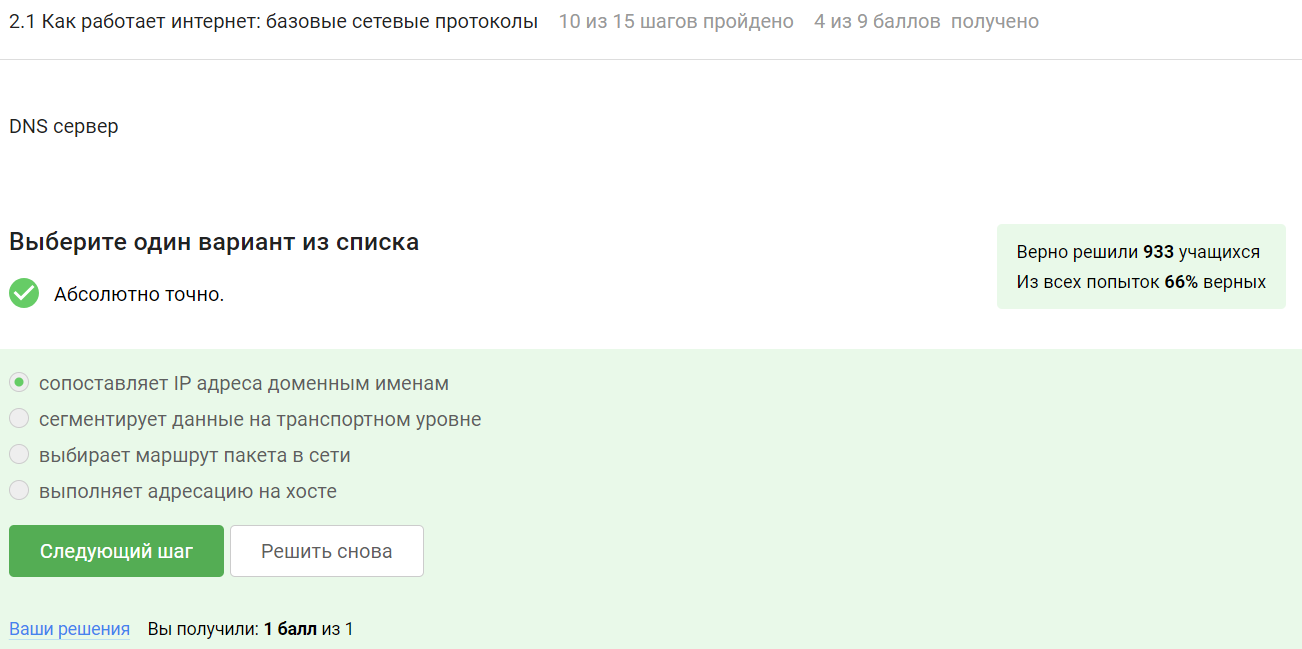 2.1 Как работает интернет: базовые сетевые протоколы 10 из 15 шагов пройдено 4 из 9 баллов получено
DNS сервер
Выберите один вариант из списка
Абсолютно точно.
Верно решили 933 учащихся
Из всех попыток 66% верных
сопоставляет IP адреса доменным именам
сегментирует данные на транспортном уровне
выбирает маршрут пакета в сети
выполняет адресацию на хосте
Следующий шаг Решить снова
Ваши решения Вы получили: 1 балл из 1